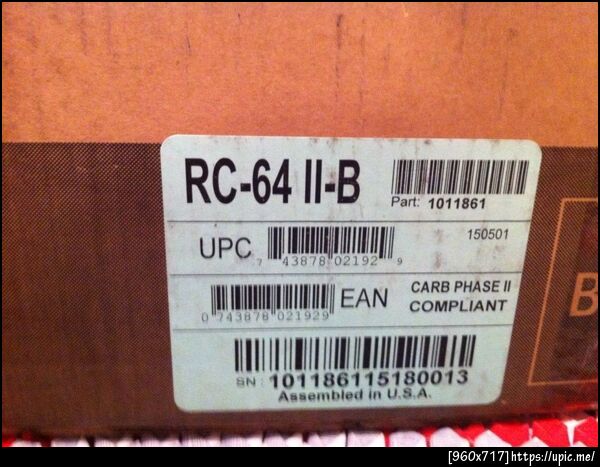 RC-64 II-B
Part: 1011861
UPC
7 43878 02192 9
150501
0 743878 021929
EAN
CARB PHASE II
COMPLIANT
SN: 101186115180013
Assembled in U.S.A.
B
[960x717]https://upic.me/